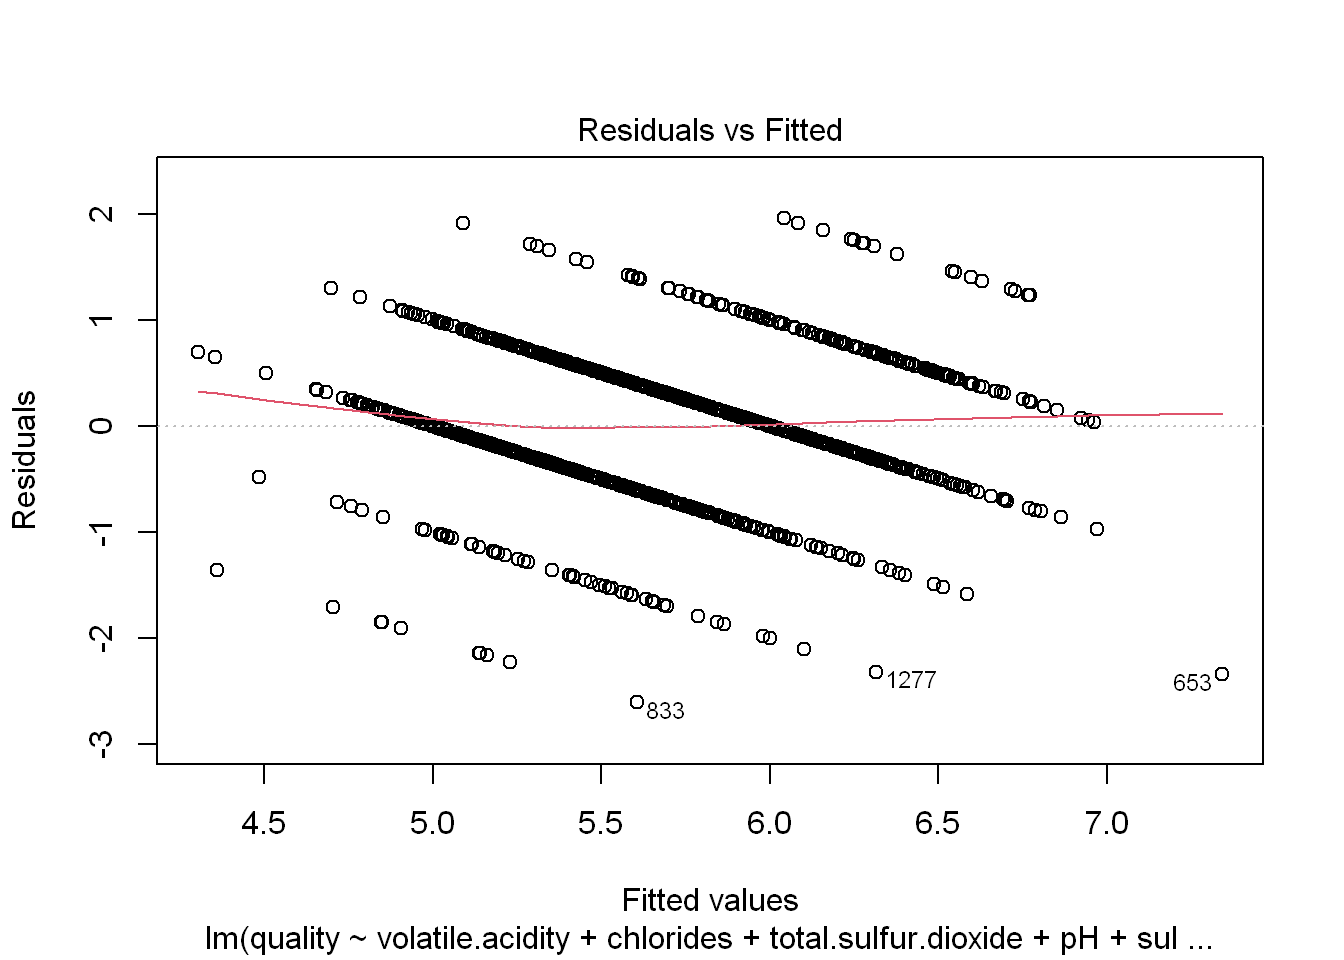 Residuals vs Fitted
Residuals
2
1
0
-1
-2
-3
1277
653
833
4.5 5.0 5.5 6.0 6.5 7.0
Fitted values
lm(quality ~ volatile.acidity + chlorides + total.sulfur.dioxide + pH + sul ...